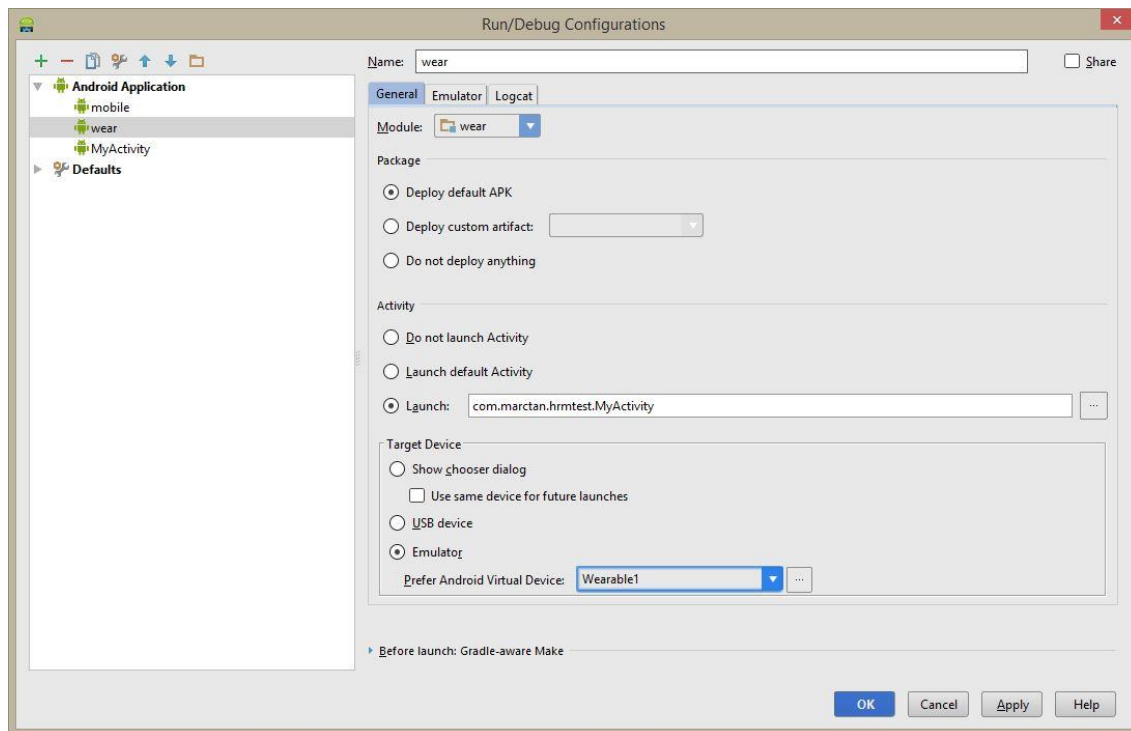 Run/Debug Configurations
Name: wear
Share
Android Application
mobile
wear
MyActivity
Defaults
General Emulator Logcat
Module: wear
Package
Deploy default APK
Deploy custom artifact:
Do not deploy anything
Activity
Do not launch Activity
Launch default Activity
Launch: com.marctan.hrmtest.MyActivity ...
Target Device
Show chooser dialog
Use same device for future launches
USB device
Emulator
Prefer Android Virtual Device: Wearable1 ...
Before launch: Gradle-aware Make
OK Cancel Apply Help